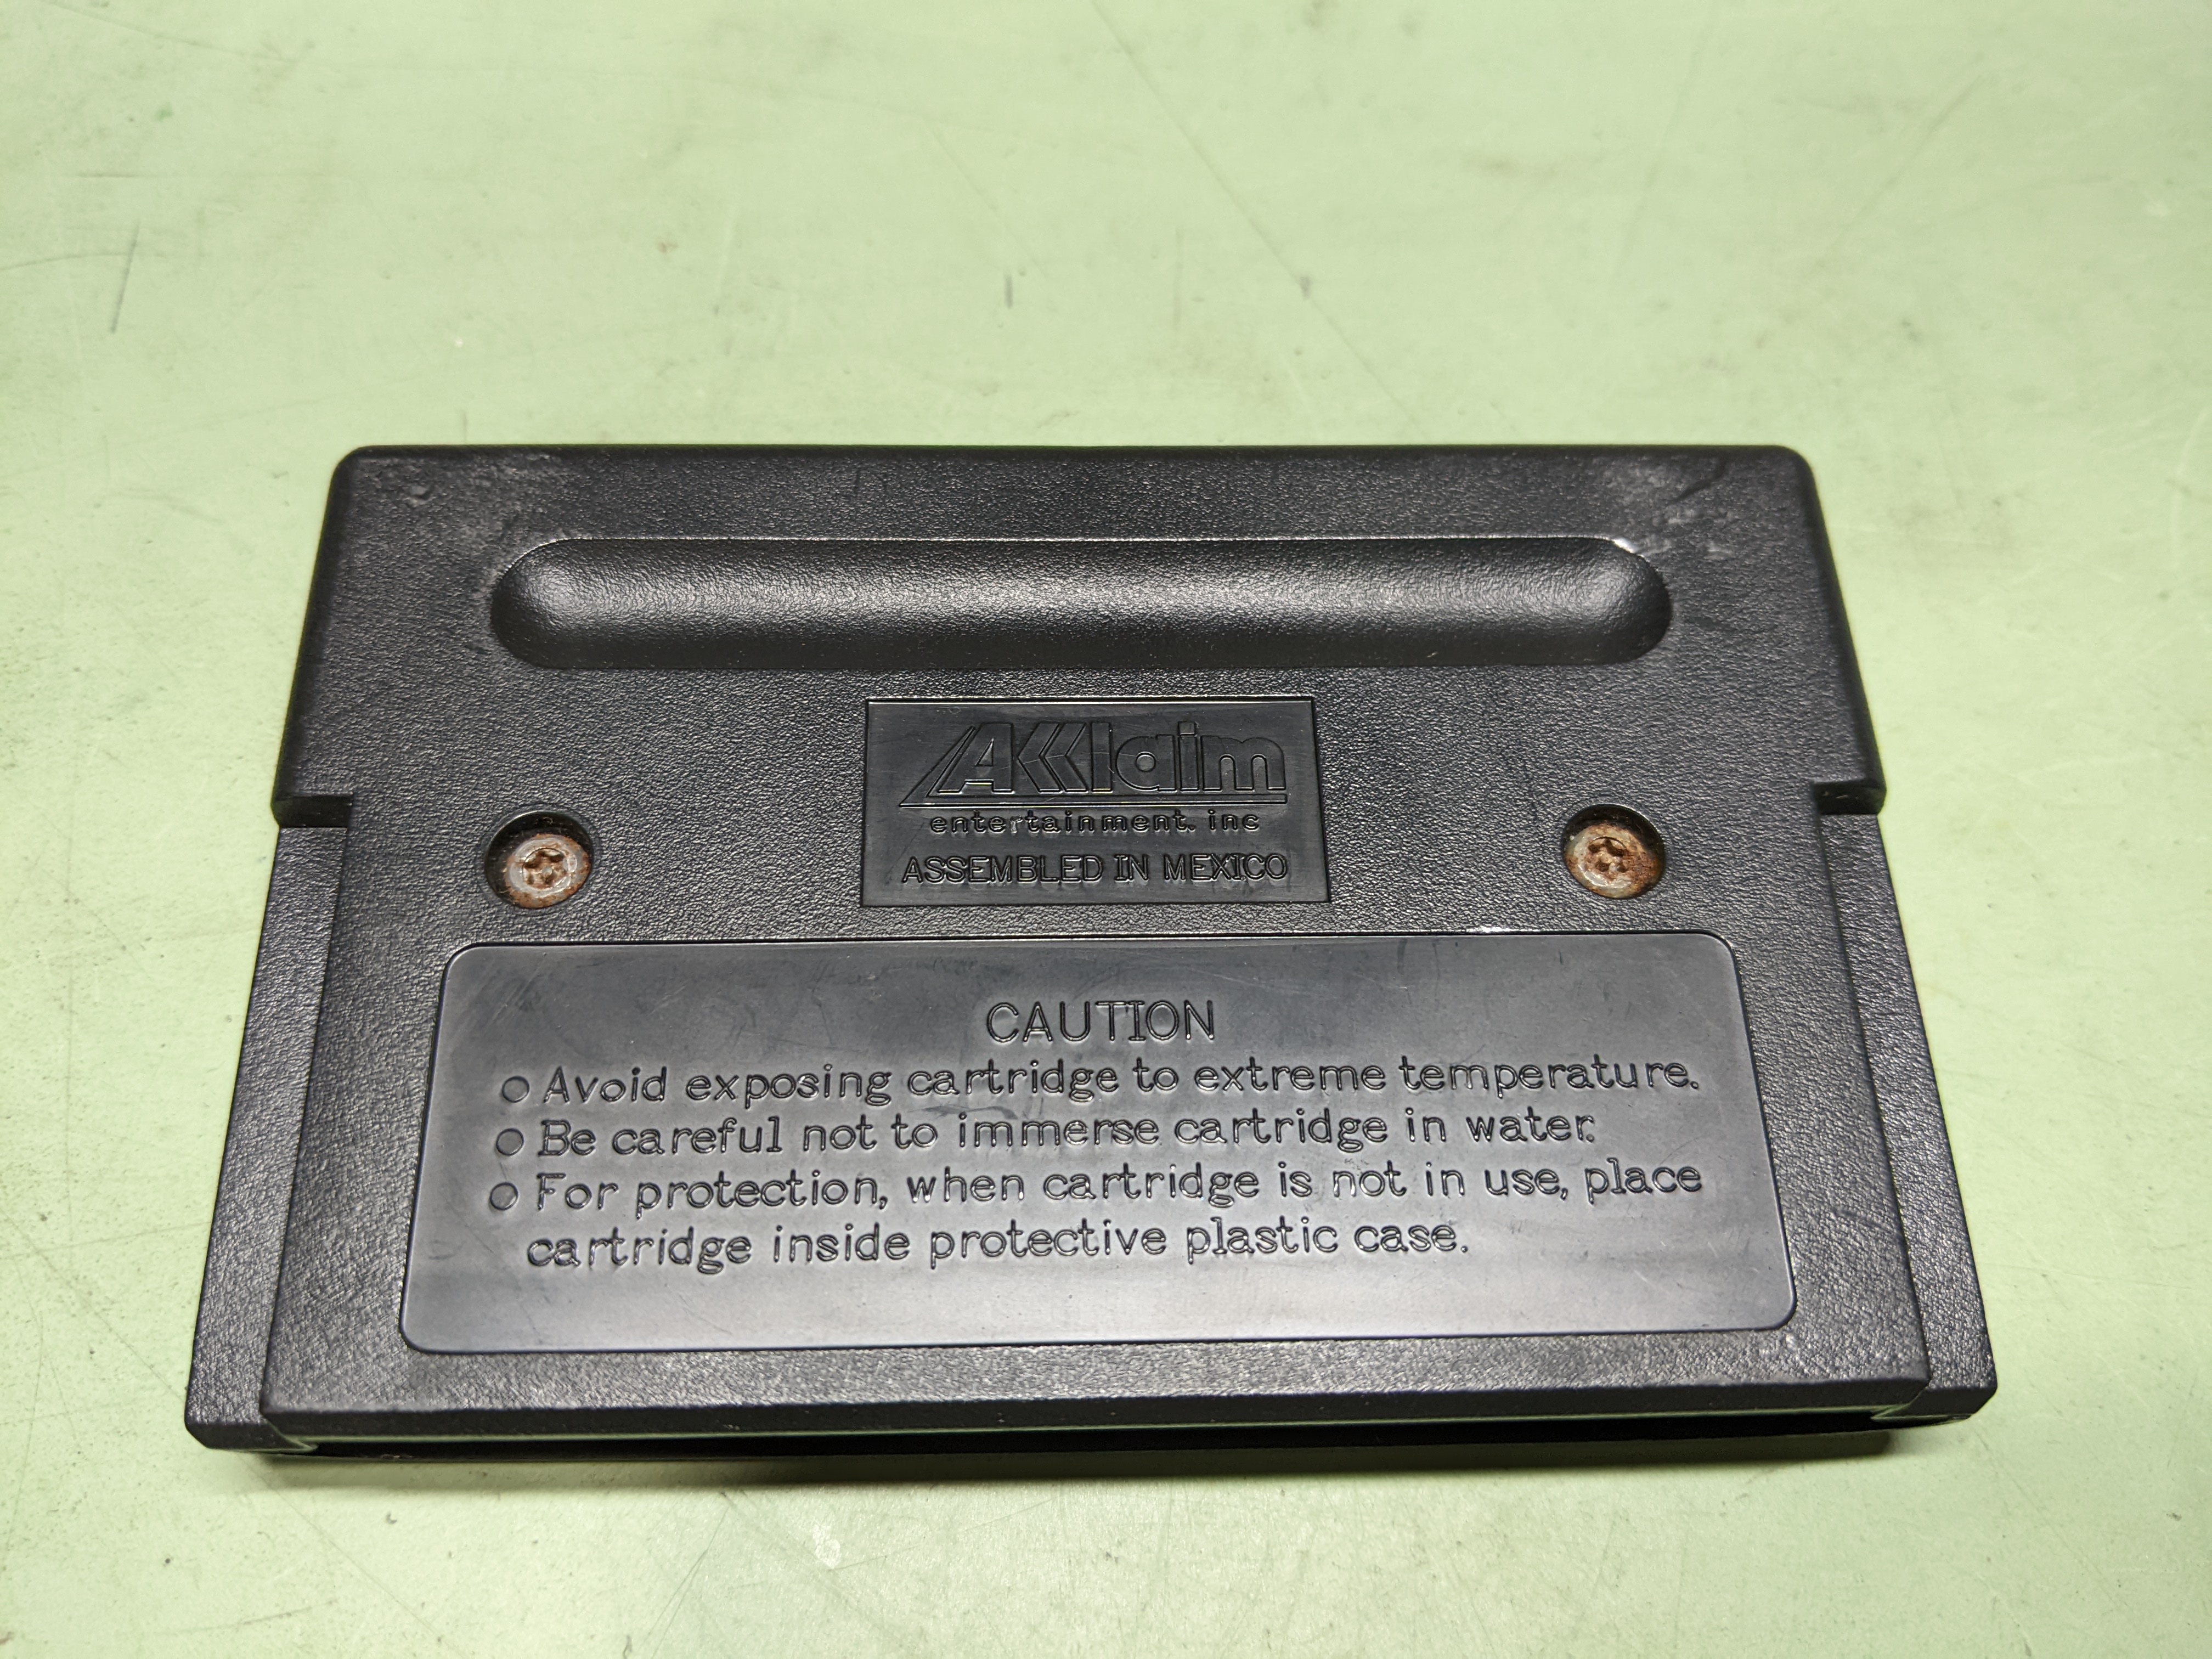 AKKlaim
entertainment. inc
ASSEMBLED IN MEXICO
CAUTION
Avoid exposing cartridge to extreme temperature.
Be careful not to immerse cartridge in water.
For protection, when cartridge is not in use, place
cartridge inside protective plastic case.